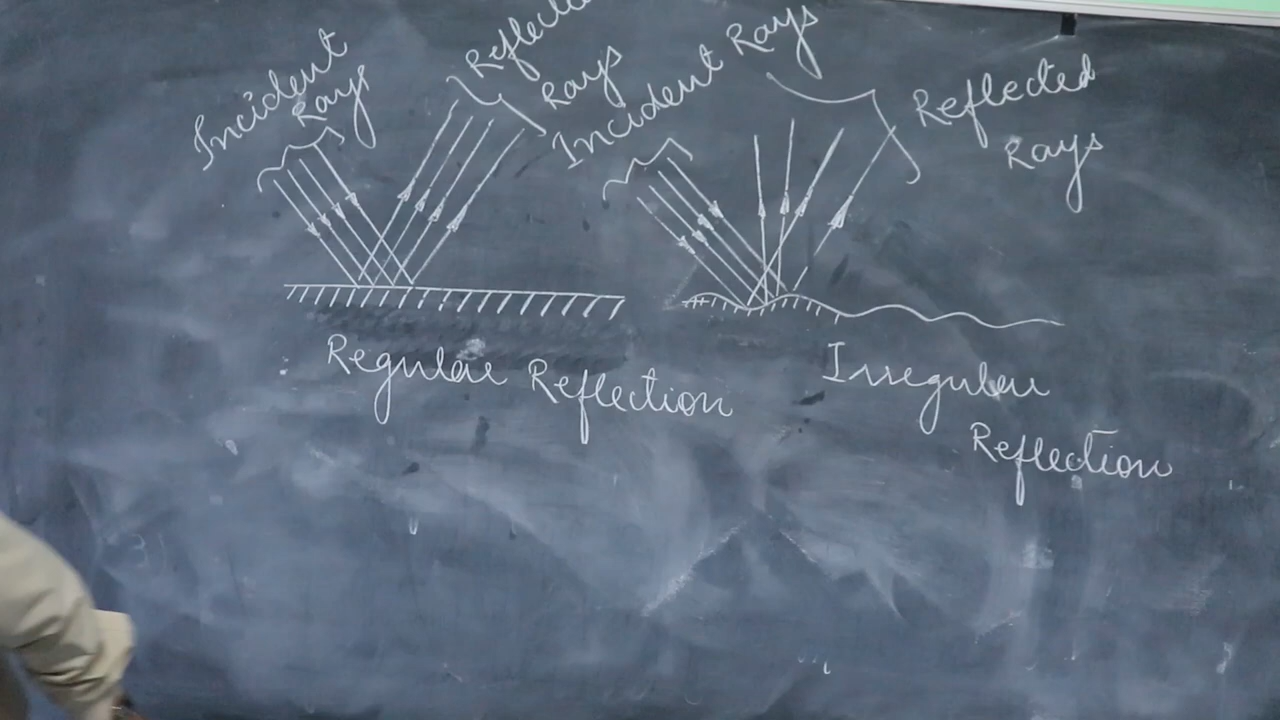 Incident
Rays
Reflected
Rays
Incident Rays
Reflected
Rays
Regular Reflection
Irregular
Reflection